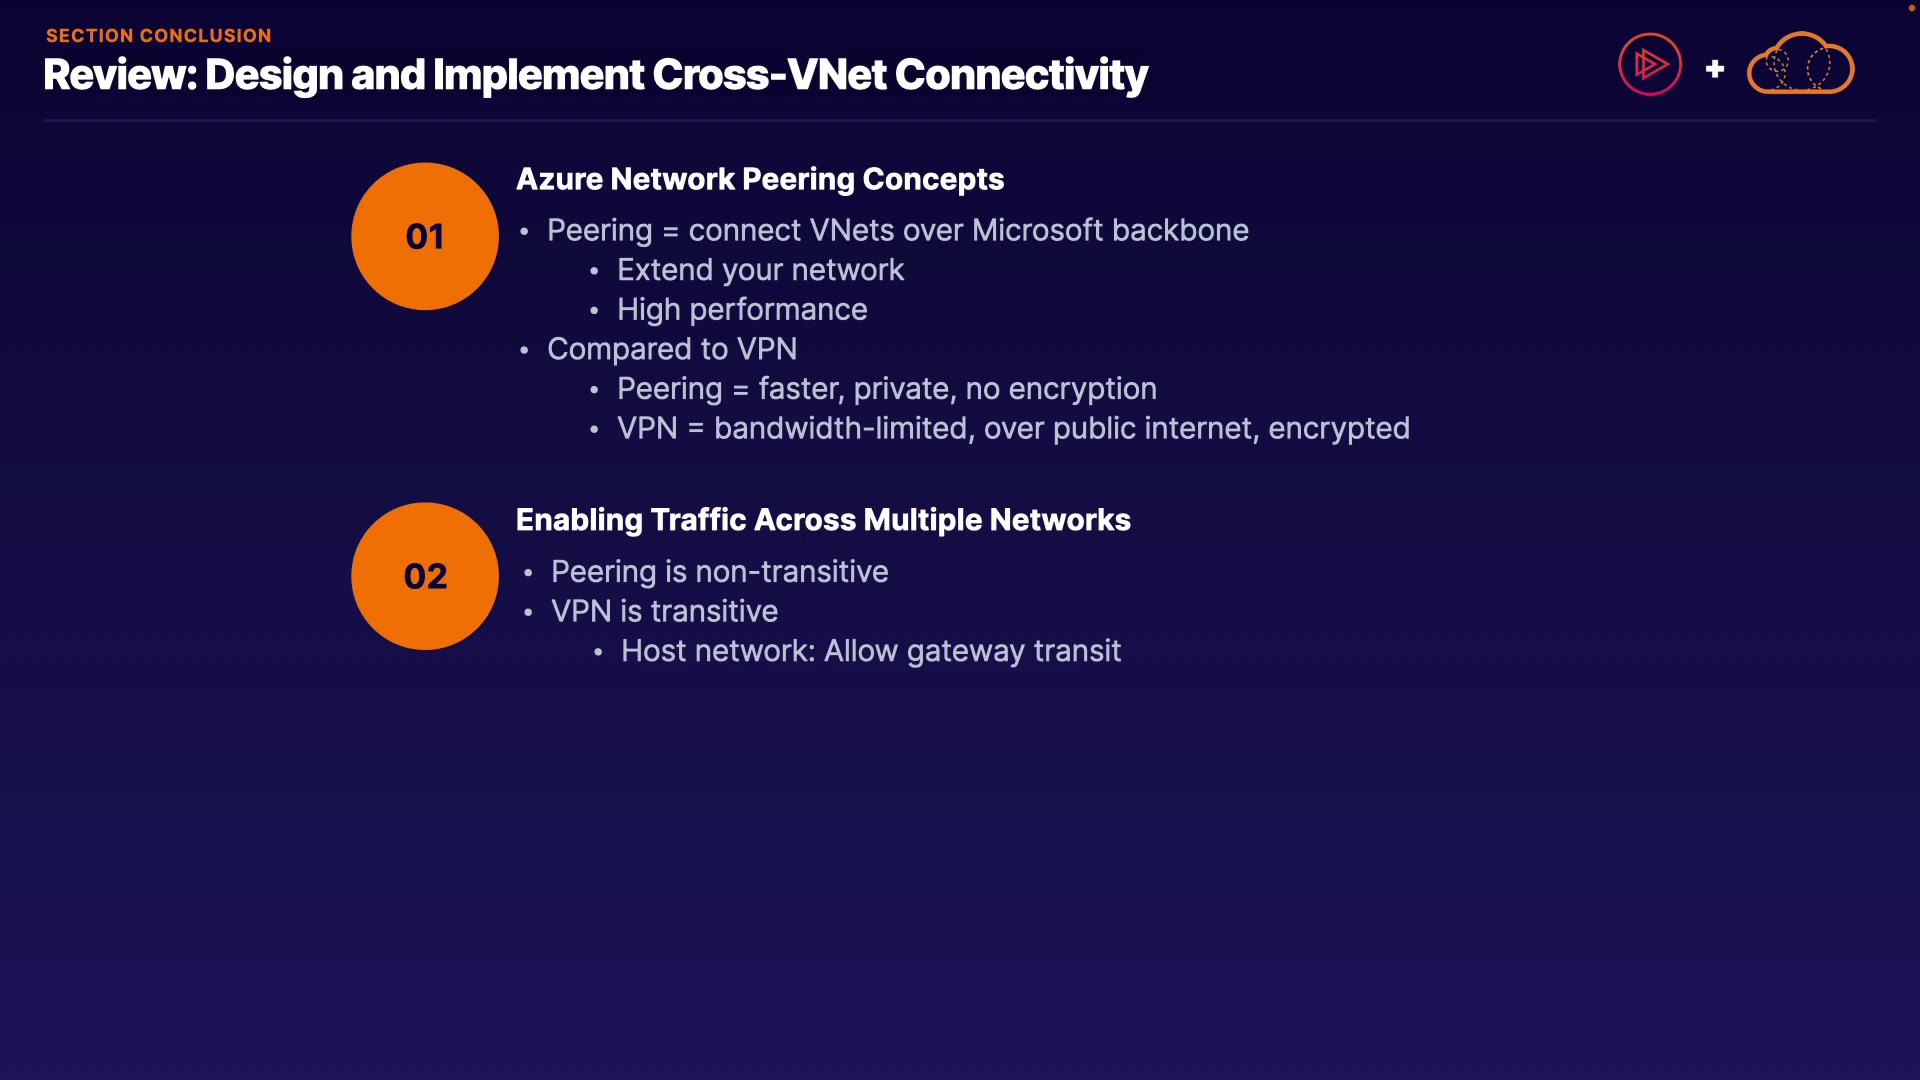 SECTION CONCLUSION
Review: Design and Implement Cross-VNet Connectivity
+
01
Azure Network Peering Concepts
• Peering = connect VNets over Microsoft backbone
• Extend your network
• High performance
• Compared to VPN
• Peering = faster, private, no encryption
• VPN = bandwidth-limited, over public internet, encrypted
02
Enabling Traffic Across Multiple Networks
• Peering is non-transitive
• VPN is transitive
• Host network: Allow gateway transit